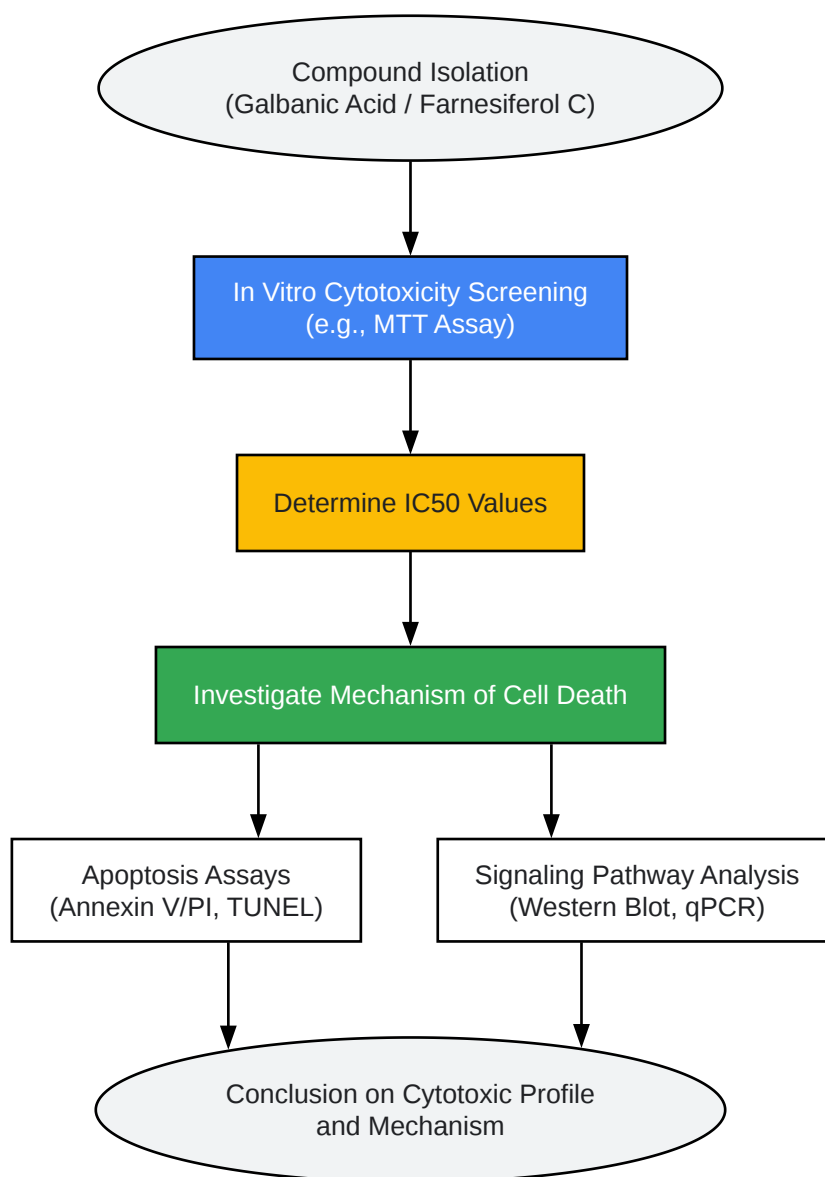 Compound Isolation
(Galbanic Acid / Farnesiferol C)
In Vitro Cytotoxicity Screening
(e.g., MTT Assay)
Determine IC50 Values
Investigate Mechanism of Cell Death
Apoptosis Assays
(Annexin V/PI, TUNEL)
Signaling Pathway Analysis
(Western Blot, qPCR)
Conclusion on Cytotoxic Profile
and Mechanism